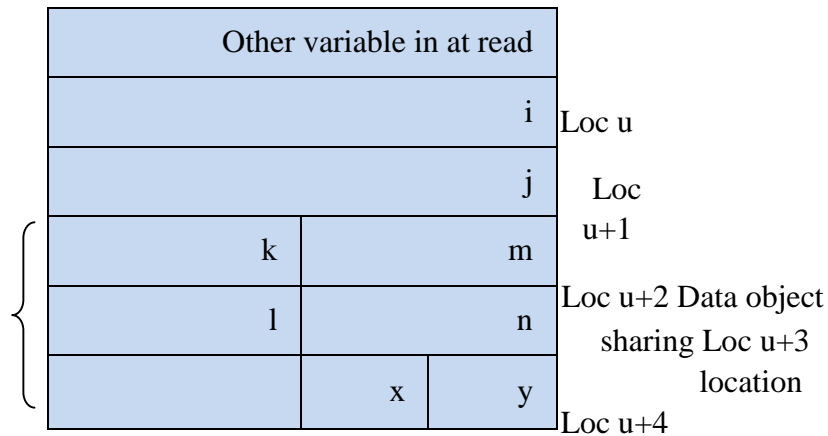 Other variable in at read
i
Loc u
j
Loc
u+1
k m
Loc u+2 Data object
l n
sharing Loc u+3
location
x y
Loc u+4